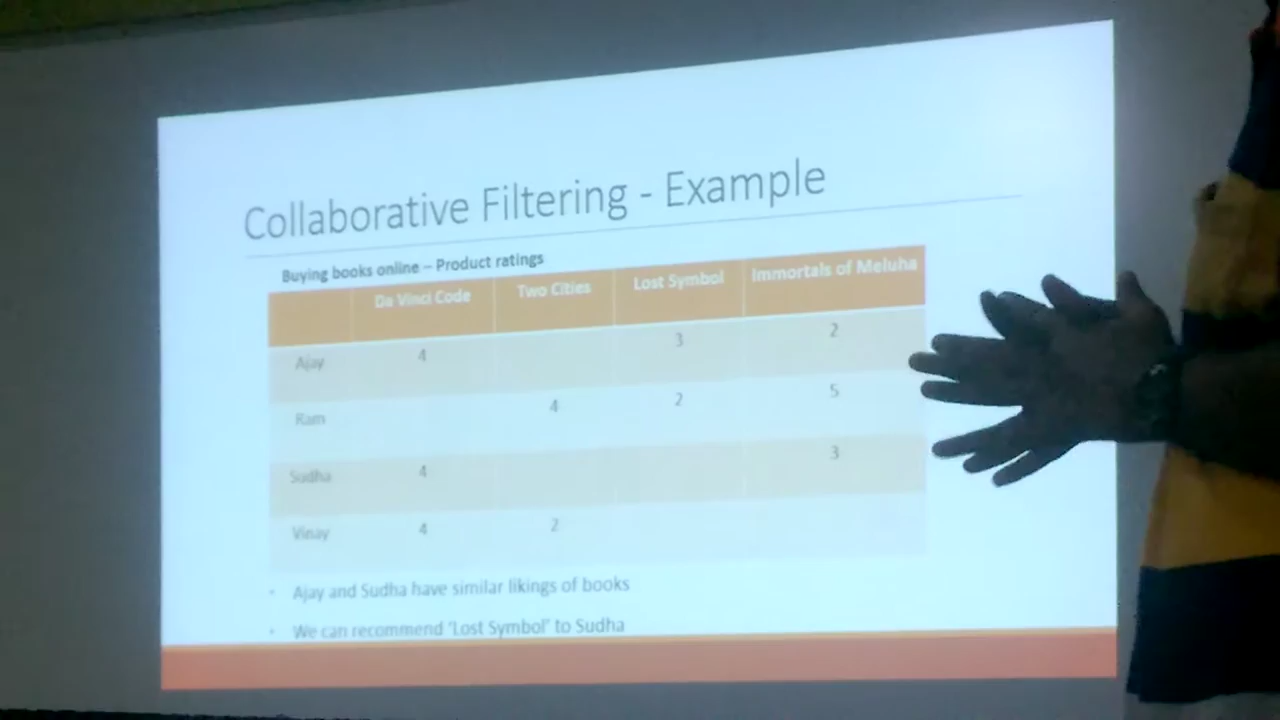 Collaborative Filtering - Example
Buying books online – Product ratings
Da Vinci Code Two Cities Lost Symbol Immortals of Meluha
Ajay 4 3 2
Ram 4 2 5
Sudha 4 3
Vinay 4 2
• Ajay and Sudha have similar likings of books
• We can recommend 'Lost Symbol' to Sudha